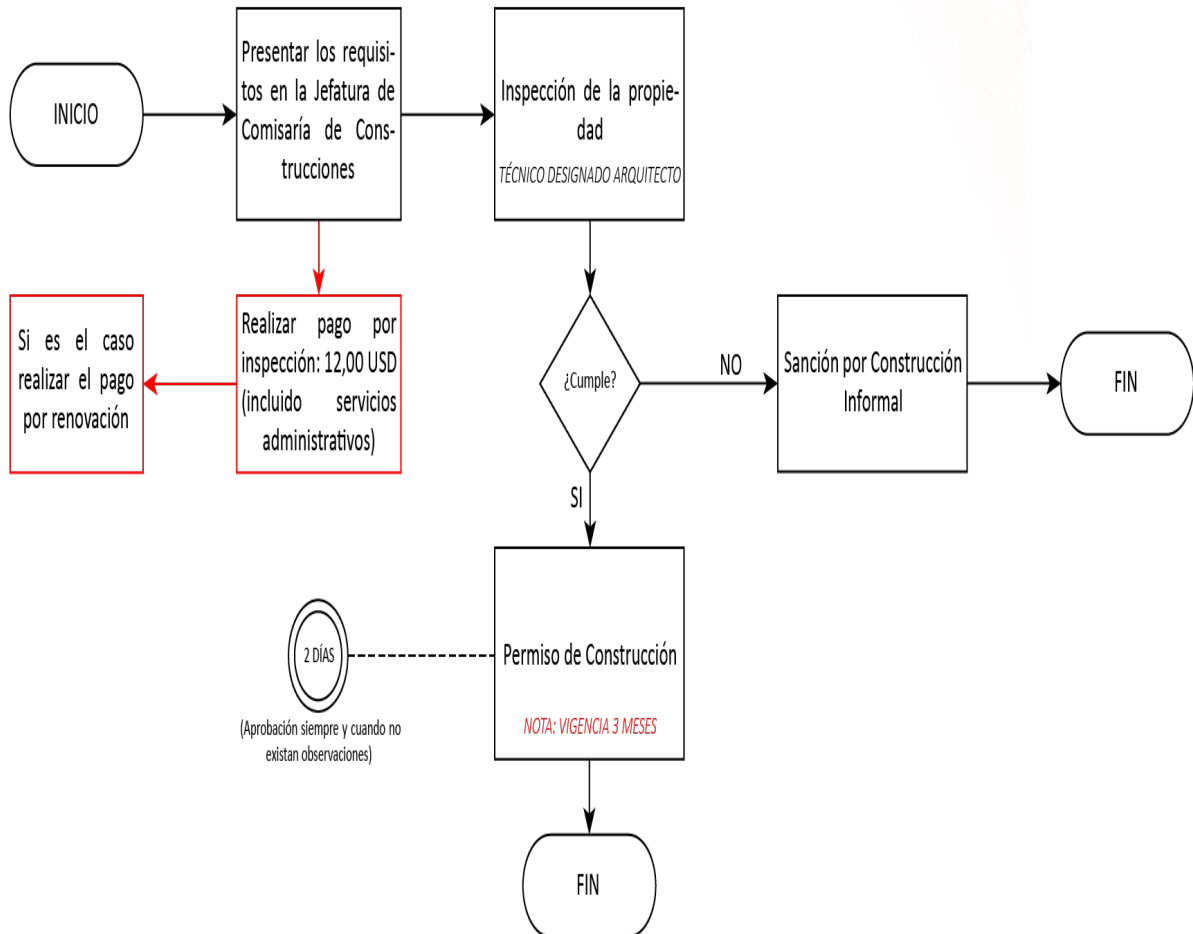 INICIO
Presentar los requisi-
tos en la Jefatura de
Comisaría de Cons-
trucciones
Inspección de la propie-
dad
TÉCNICO DESIGNADO ARQUITECTO
Si es el caso
realizar el pago
por renovación
Realizar pago por
inspección: 12,00 USD
(incluido servicios
administrativos)
¿Cumple?
NO
Sanción por Construcción
Informal
FIN
SI
2 DÍAS
(Aprobación siempre y cuando no
existan observaciones)
Permiso de Construcción
NOTA: VIGENCIA 3 MESES
FIN